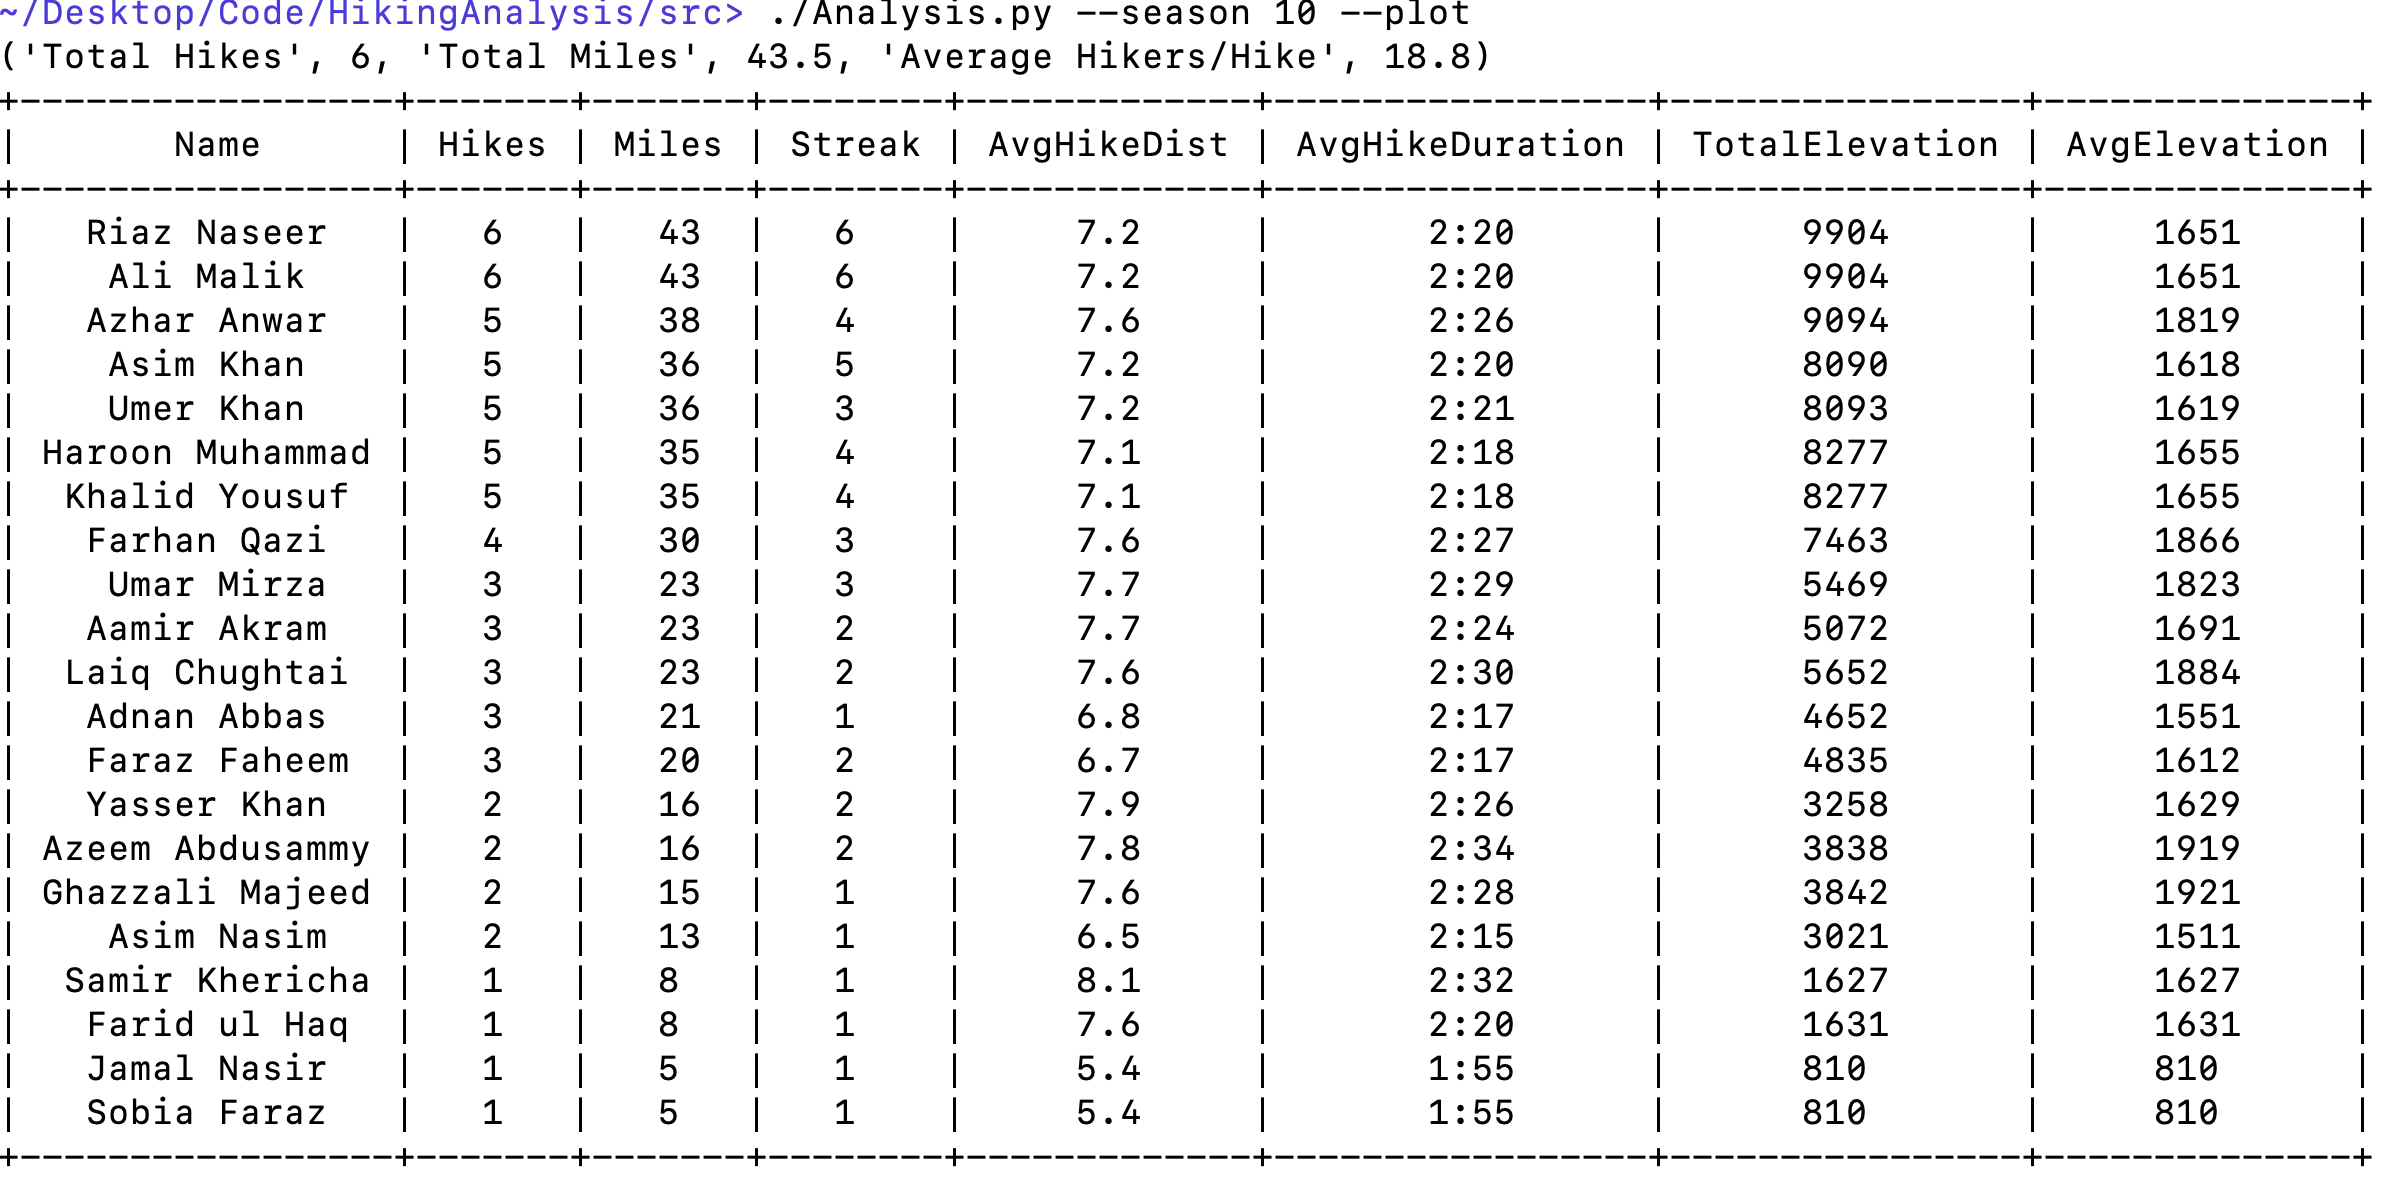 ~/Desktop/Code/HikingAnalysis/src> ./Analysis.py --season 10 --plot
('Total Hikes', 6, 'Total Miles', 43.5, 'Average Hikers/Hike', 18.8)
+-----------------+-------+-------+--------+-------------+-----------------+----------------+--------------+
|       Name      | Hikes | Miles | Streak | AvgHikeDist | AvgHikeDuration | TotalElevation | AvgElevation |
+-----------------+-------+-------+--------+-------------+-----------------+----------------+--------------+
|   Riaz Naseer   |   6   |   43  |   6    |     7.2     |       2:20      |      9904      |     1651     |
|    Ali Malik    |   6   |   43  |   6    |     7.2     |       2:20      |      9904      |     1651     |
|   Azhar Anwar   |   5   |   38  |   4    |     7.6     |       2:26      |      9094      |     1819     |
|    Asim Khan    |   5   |   36  |   5    |     7.2     |       2:20      |      8090      |     1618     |
|    Umer Khan    |   5   |   36  |   3    |     7.2     |       2:21      |      8093      |     1619     |
| Haroon Muhammad |   5   |   35  |   4    |     7.1     |       2:18      |      8277      |     1655     |
|  Khalid Yousuf  |   5   |   35  |   4    |     7.1     |       2:18      |      8277      |     1655     |
|   Farhan Qazi   |   4   |   30  |   3    |     7.6     |       2:27      |      7463      |     1866     |
|    Umar Mirza   |   3   |   23  |   3    |     7.7     |       2:29      |      5469      |     1823     |
|   Aamir Akram   |   3   |   23  |   2    |     7.7     |       2:24      |      5072      |     1691     |
|  Laiq Chughtai  |   3   |   23  |   2    |     7.6     |       2:30      |      5652      |     1884     |
|   Adnan Abbas   |   3   |   21  |   1    |     6.8     |       2:17      |      4652      |     1551     |
|   Faraz Faheem  |   3   |   20  |   2    |     6.7     |       2:17      |      4835      |     1612     |
|   Yasser Khan   |   2   |   16  |   2    |     7.9     |       2:26      |      3258      |     1629     |
| Azeem Abdusammy |   2   |   16  |   2    |     7.8     |       2:34      |      3838      |     1919     |
| Ghazzali Majeed |   2   |   15  |   1    |     7.6     |       2:28      |      3842      |     1921     |
|    Asim Nasim   |   2   |   13  |   1    |     6.5     |       2:15      |      3021      |     1511     |
|  Samir Khericha |   1   |   8   |   1    |     8.1     |       2:32      |      1627      |     1627     |
|   Farid ul Haq  |   1   |   8   |   1    |     7.6     |       2:20      |      1631      |     1631     |
|   Jamal Nasir   |   1   |   5   |   1    |     5.4     |       1:55      |      810       |     810      |
|   Sobia Faraz   |   1   |   5   |   1    |     5.4     |       1:55      |      810       |     810      |
+-----------------+-------+-------+--------+-------------+-----------------+----------------+--------------+